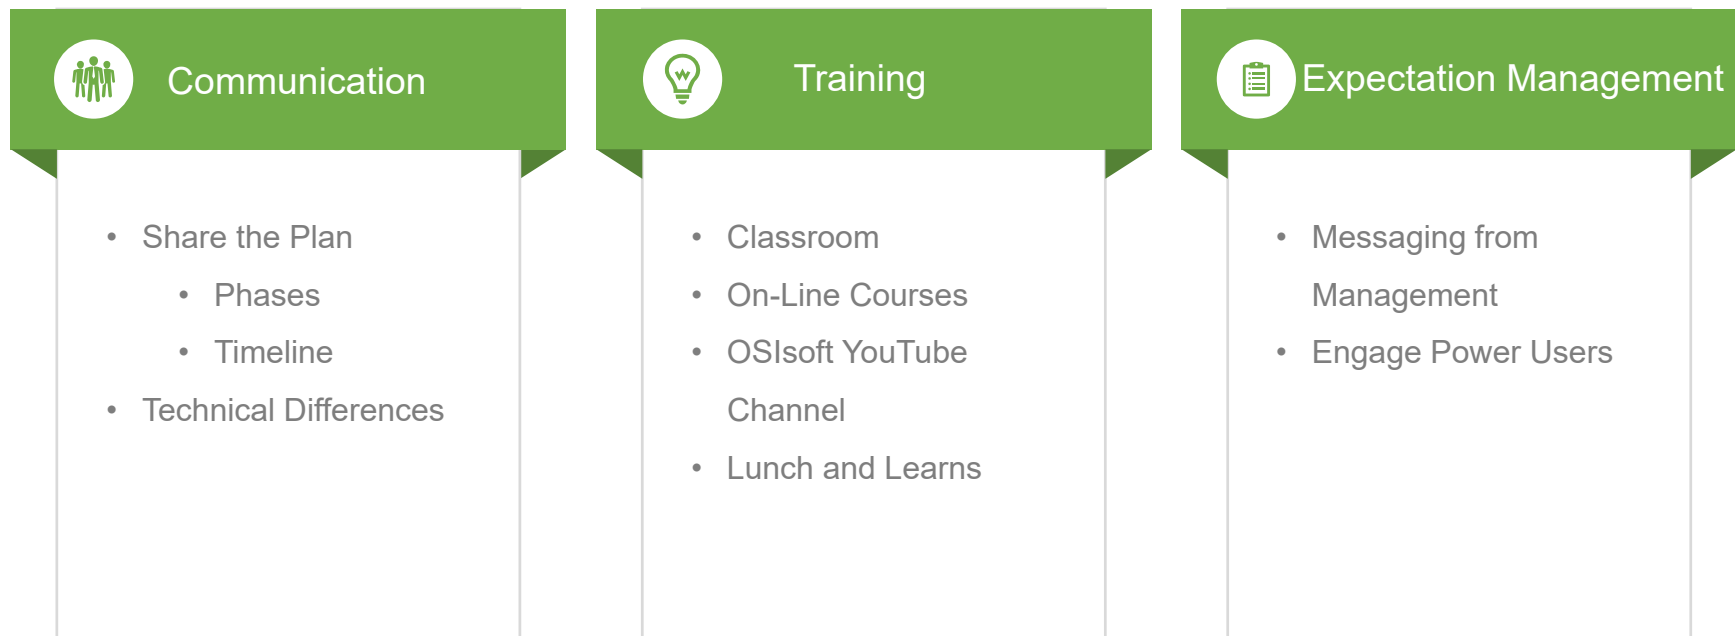 Communication
• Share the Plan
• Phases
• Timeline
• Technical Differences
Training
• Classroom
• On-Line Courses
• OSIsoft YouTube
Channel
• Lunch and Learns
Expectation Management
• Messaging from
Management
• Engage Power Users